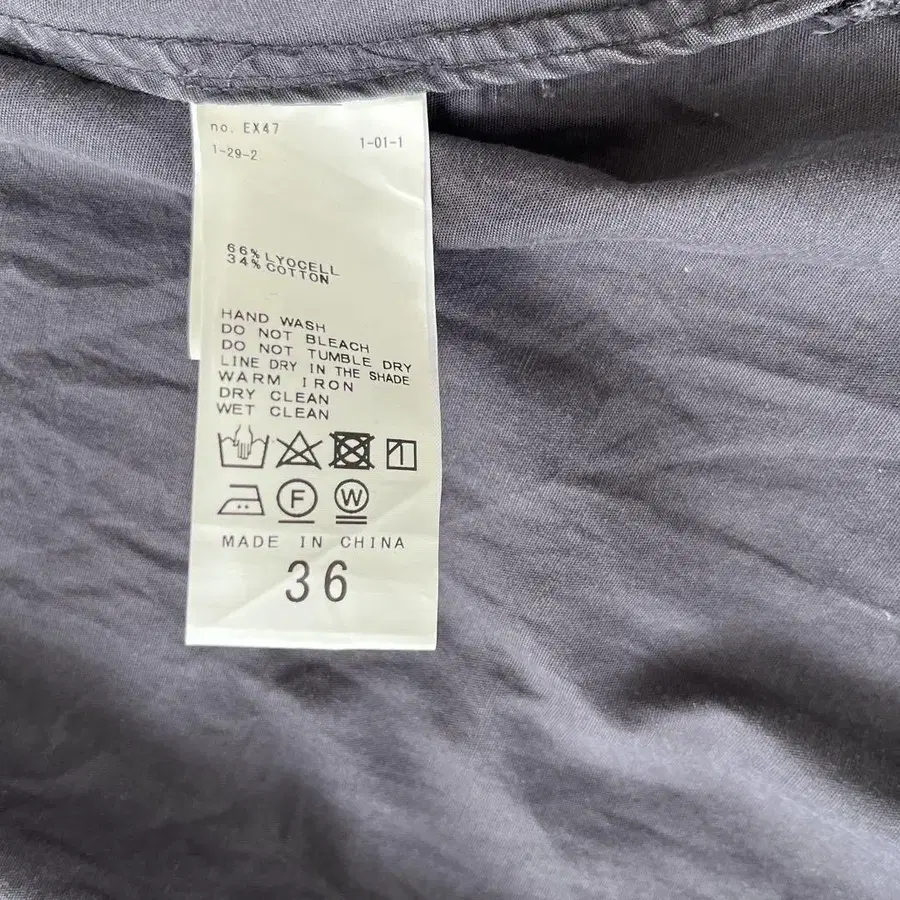 no. EX47
1-29-2 1-01-1
66% LYOCELL
34% COTTON
HAND WASH
DO NOT BLEACH
DO NOT TUMBLE DRY
LINE DRY IN THE SHADE
WARM IRON
DRY CLEAN
WET CLEAN
F W
MADE IN CHINA
36